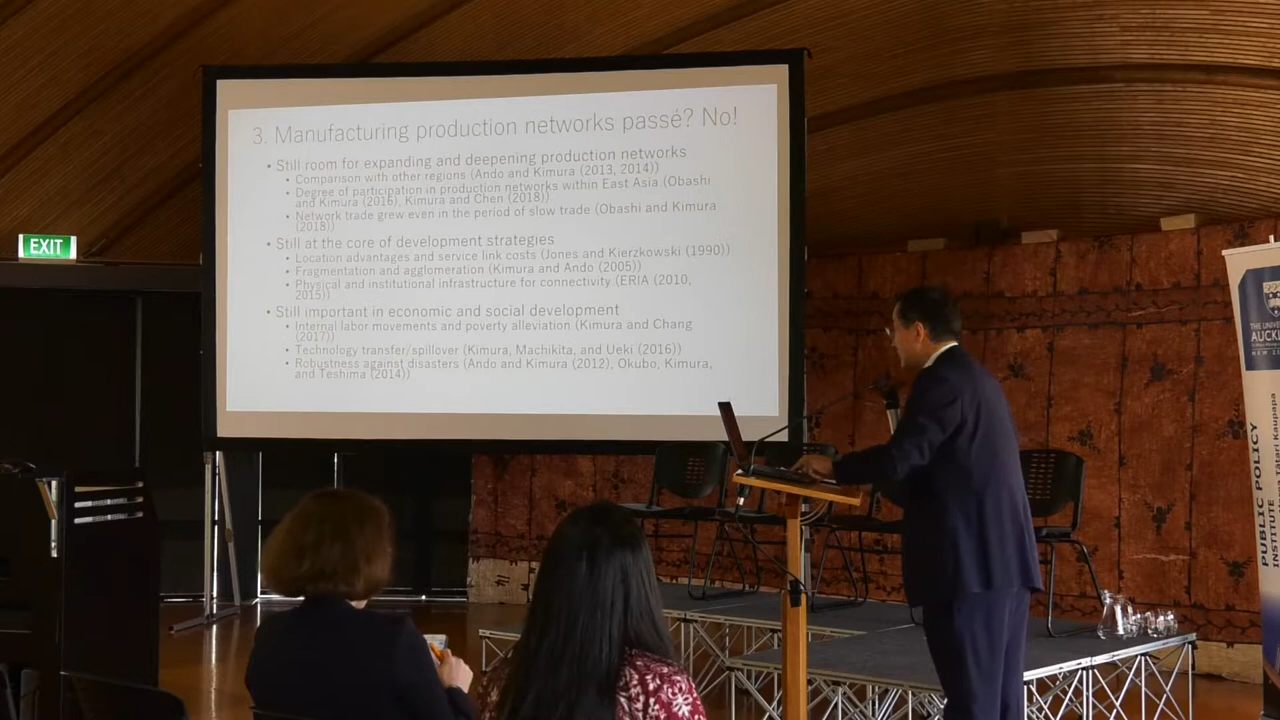 3. Manufacturing production networks passé? No!
• Still room for expanding and deepening production networks
• Comparison with other regions (Ando and Kimura (2013, 2014))
• Degree of participation in production networks within East Asia (Obashi
and Kimura (2016), Kimura and Chen (2018))
• Network trade grew even in the period of slow trade (Obashi and Kimura
(2018))
• Still at the core of development strategies
• Location advantages and service link costs (Jones and Kierzkowski (1990))
• Fragmentation and agglomeration (Kimura and Ando (2005))
• Physical and institutional infrastructure for connectivity (ERIA (2010,
2015))
• Still important in economic and social development
• Internal labor movements and poverty alleviation (Kimura and Chang
(2017))
• Technology transfer/spillover (Kimura, Machikita, and Ueki (2016))
• Robustness against disasters (Ando and Kimura (2012), Okubo, Kimura,
and Teshima (2014))
EXIT
PUBLIC POLICY
INSTITUTE
Kaupapa